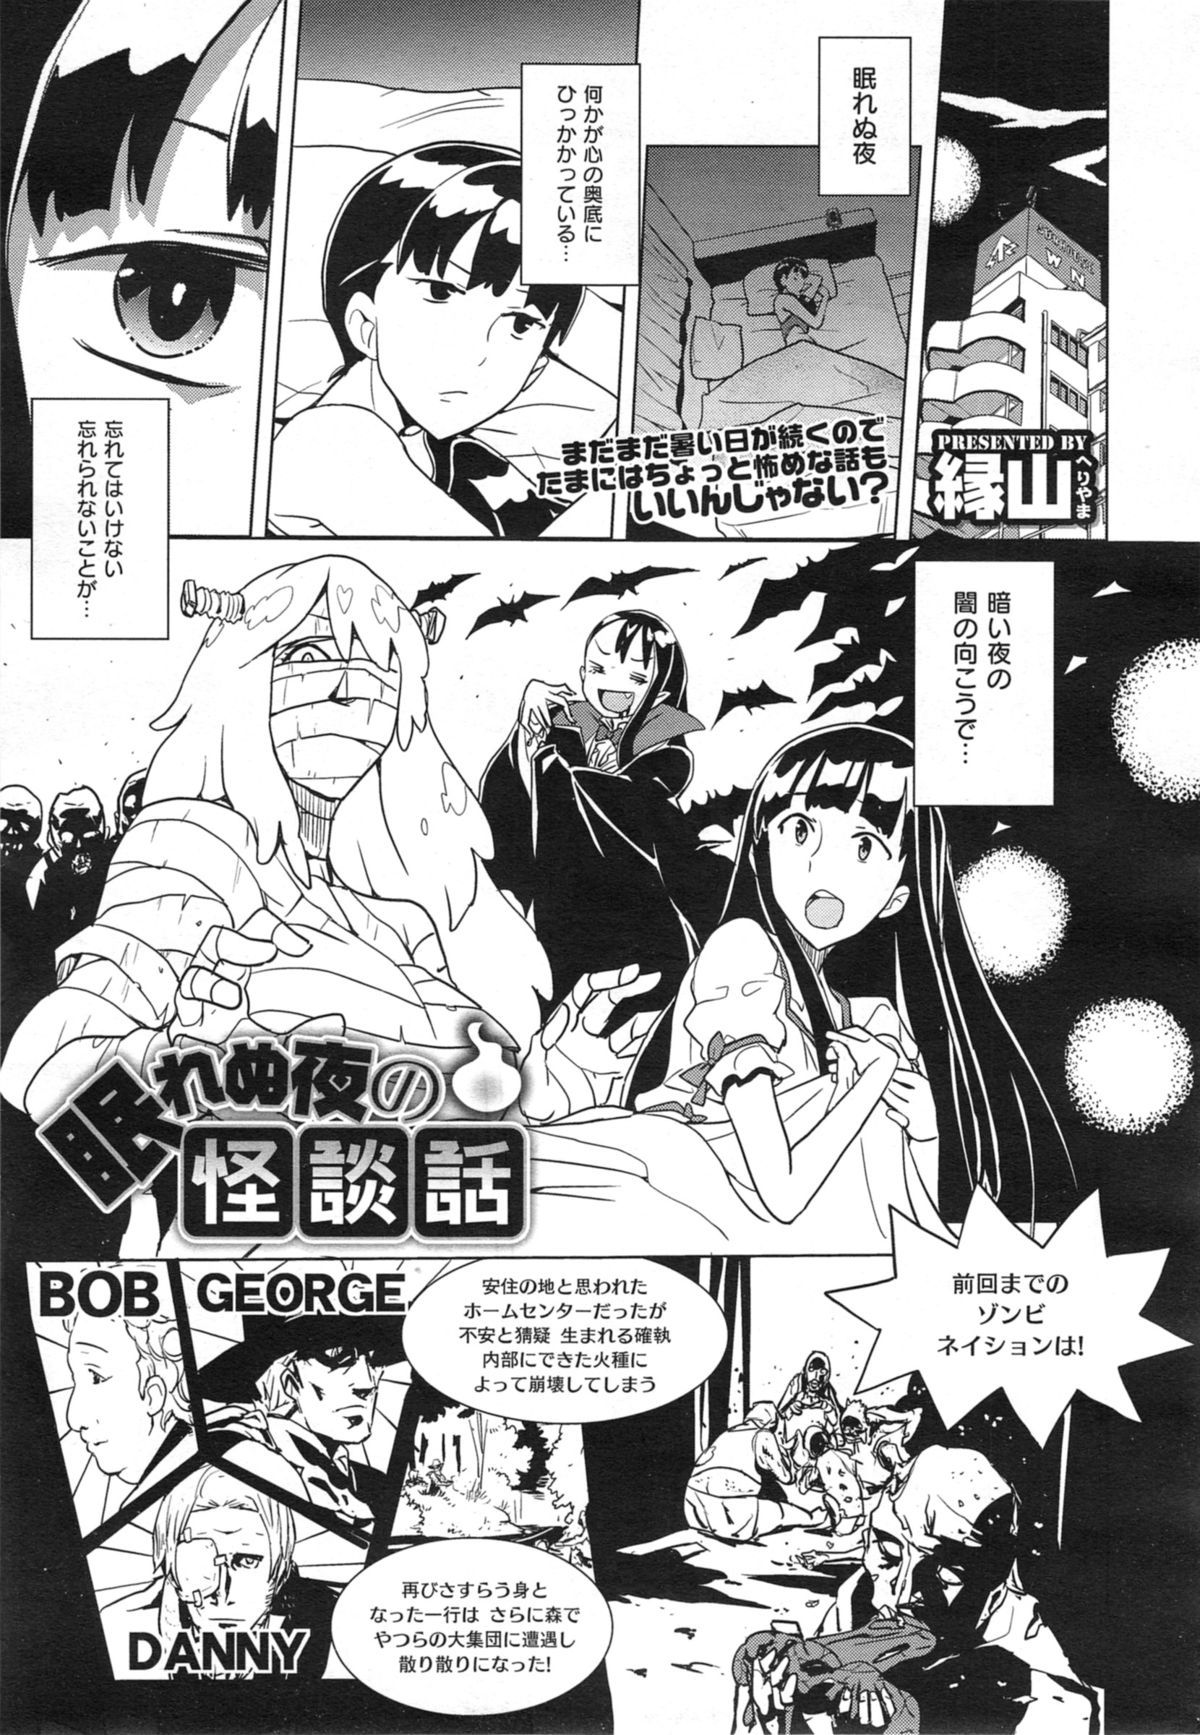 眠れぬ夜
何かが心の奥底に
ひっかかっている…
忘れてはいけない
忘れられないことが…
PRESENTED BY
縁山
へりやま
まだまだ暑い日が続くので
たまにはちょっと怖めな話も
いいんじゃない?
暗い夜の
闇の向こうで…
眠れぬ夜の
怪談話
前回までの
ゾンビ
ネイションは!
安住の地と思われた
ホームセンターだったが
不安と猜疑 生まれる確執
内部にできた火種に
よって崩壊してしまう
BOB
GEORGE
DANNY
再びさすらう身と
なった一行は さらに森で
やつらの大集団に遭遇し
散り散りになった!